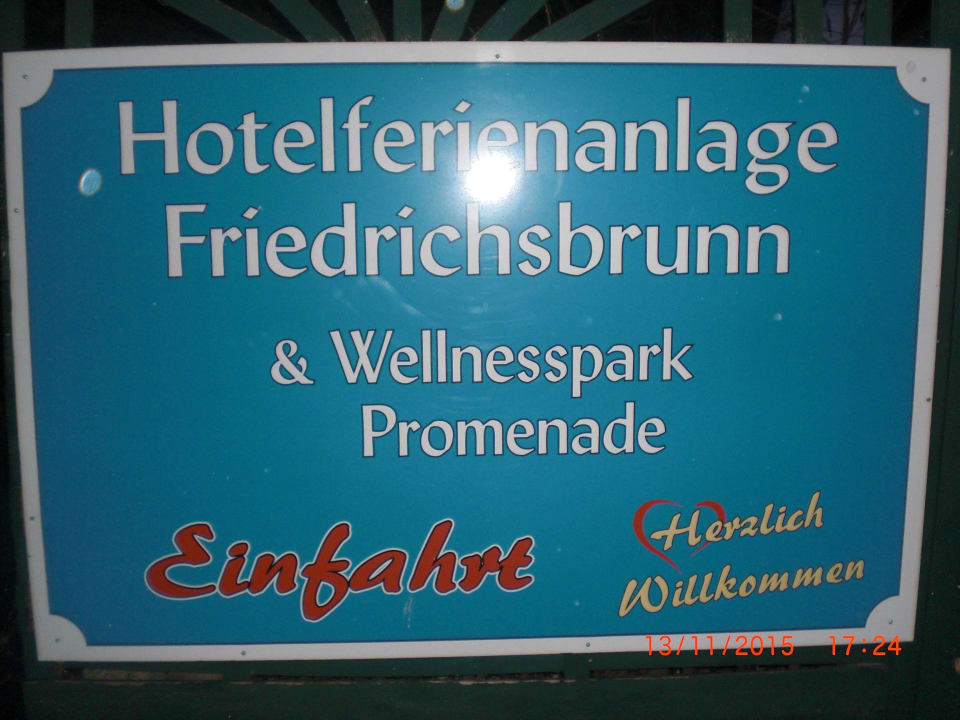 Hotelferienanlage
Friedrichsbrunn
& Wellnesspark
Promenade
Einfahrt
Herzlich
Willkommen
13/11/2015 17:24